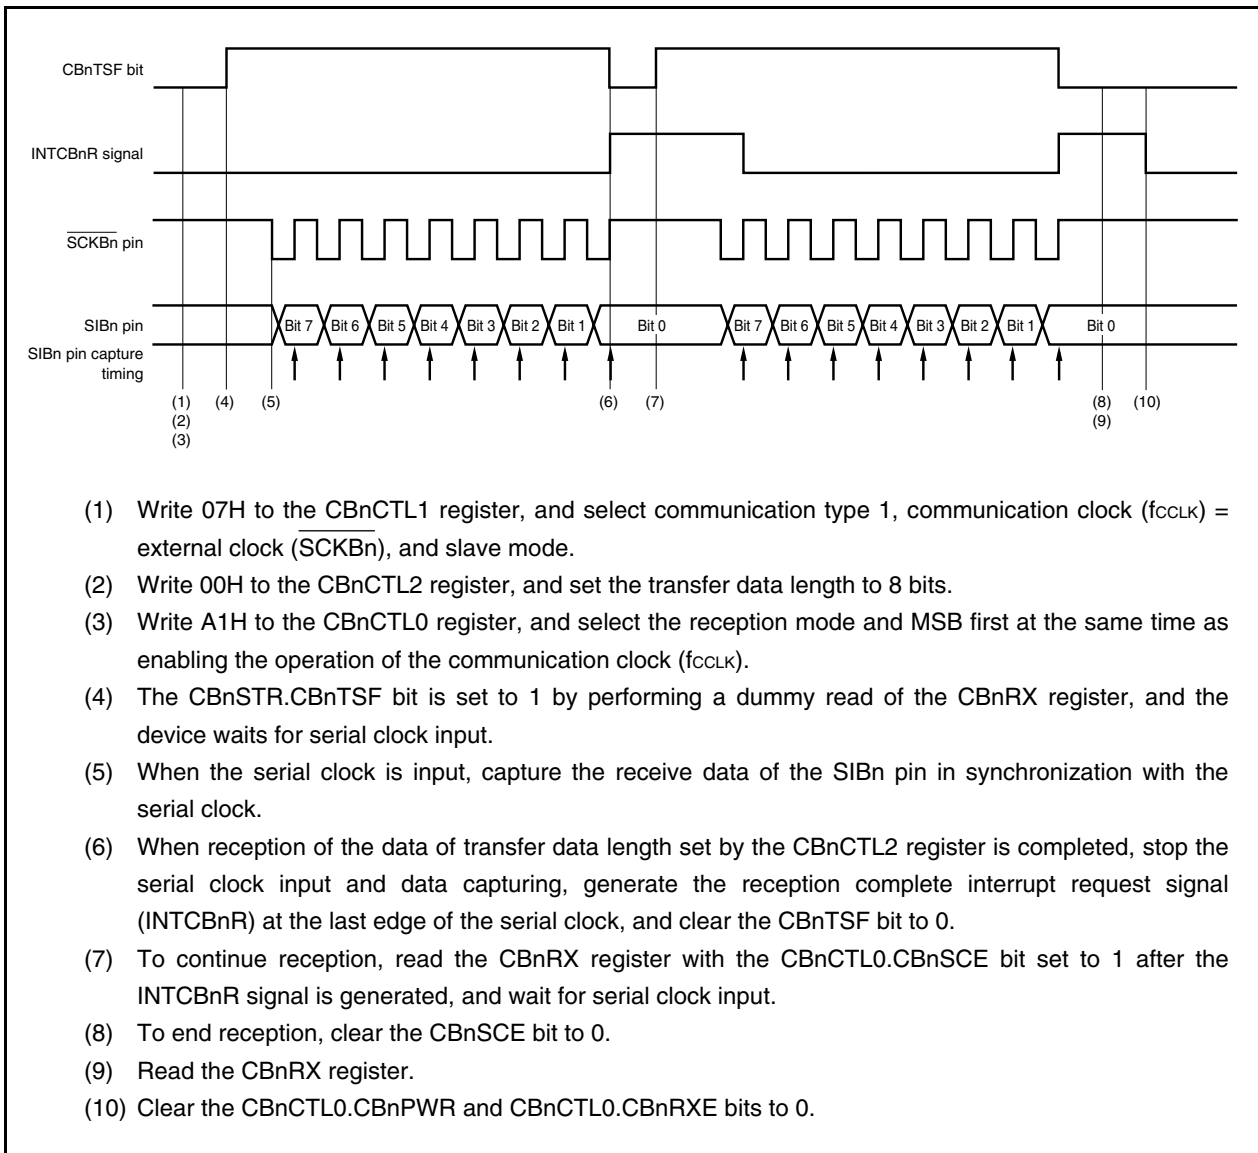 CBnTSF bit
INTCBnR signal
SCKBn pin
SIBn pin
Bit 7 Bit 6 Bit 5 Bit 4 Bit 3 Bit 2 Bit 1 Bit 0 Bit 7 Bit 6 Bit 5 Bit 4 Bit 3 Bit 2 Bit 1 Bit 0
SIBn pin capture
timing
(1) (4) (5) (6) (7) (8) (10)
(2) (9)
(3)
(1) Write 07H to the CBnCTL1 register, and select communication type 1, communication clock (fCCLK) =
external clock (SCKBn), and slave mode.
(2) Write 00H to the CBnCTL2 register, and set the transfer data length to 8 bits.
(3) Write A1H to the CBnCTL0 register, and select the reception mode and MSB first at the same time as
enabling the operation of the communication clock (fCCLK).
(4) The CBnSTR.CBnTSF bit is set to 1 by performing a dummy read of the CBnRX register, and the
device waits for serial clock input.
(5) When the serial clock is input, capture the receive data of the SIBn pin in synchronization with the
serial clock.
(6) When reception of the data of transfer data length set by the CBnCTL2 register is completed, stop the
serial clock input and data capturing, generate the reception complete interrupt request signal
(INTCBnR) at the last edge of the serial clock, and clear the CBnTSF bit to 0.
(7) To continue reception, read the CBnRX register with the CBnCTL0.CBnSCE bit set to 1 after the
INTCBnR signal is generated, and wait for serial clock input.
(8) To end reception, clear the CBnSCE bit to 0.
(9) Read the CBnRX register.
(10) Clear the CBnCTL0.CBnPWR and CBnCTL0.CBnRXE bits to 0.